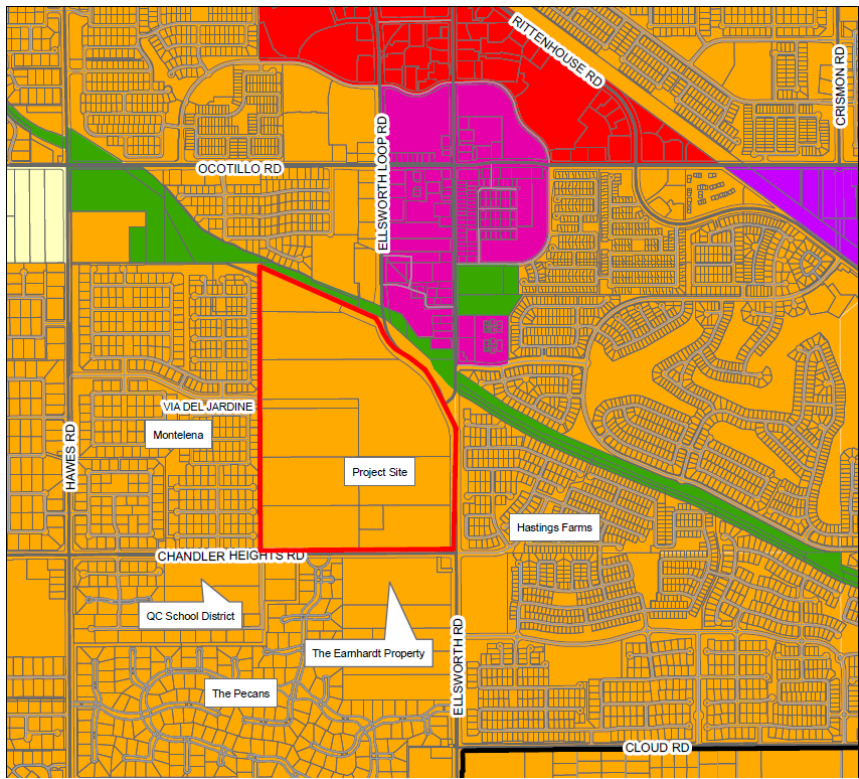 RITTENHOUSE RD
CRISMON RD
ELLSWORTH LOOP RD
OCOTILLO RD
VIA DEL JARDINE
Montelena
HAWES RD
Project Site
Hastings Farms
CHANDLER HEIGHTS RD
QC School District
The Earnhardt Property
ELLSWORTH RD
The Pecans
CLOUD RD